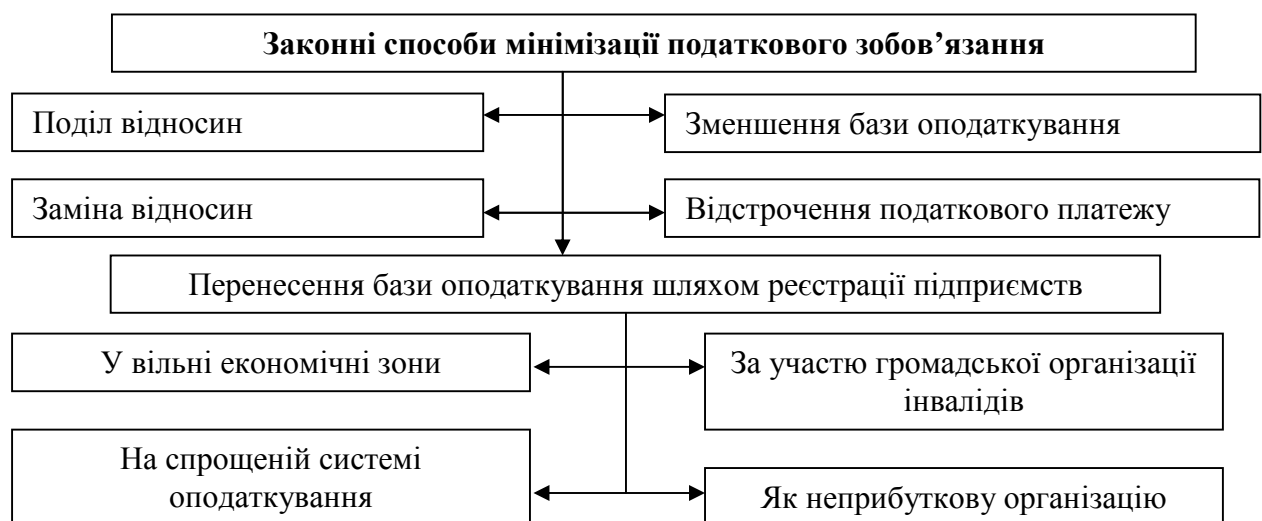 Законні способи мінімізації податкового зобов’язання
Поділ відносин
Зменшення бази оподаткування
Заміна відносин
Відстрочення податкового платежу
Перенесення бази оподаткування шляхом реєстрації підприємств
У вільні економічні зони
За участю громадської організації
інвалідів
На спрощеній системі
оподаткування
Як неприбуткову організацію